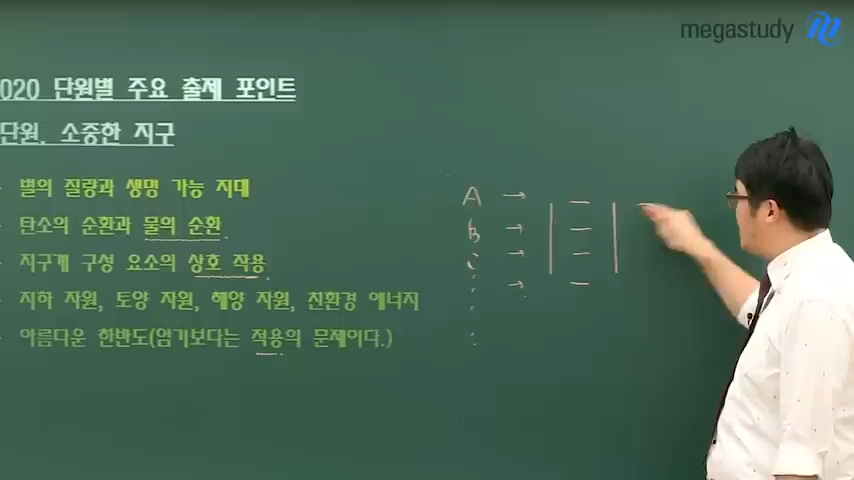 megastudy
020 단원별 주요 출제 포인트
단원. 소중한 지구
별의 질량과 생명 가능 지대
탄소의 순환과 물의 순환
지구계 구성 요소의 상호 작용
지하 자원, 토양 자원, 해양 자원, 친환경 에너지
아름다운 한반도(암기보다는 적용의 문제이다.)
A →
B →
C →
→